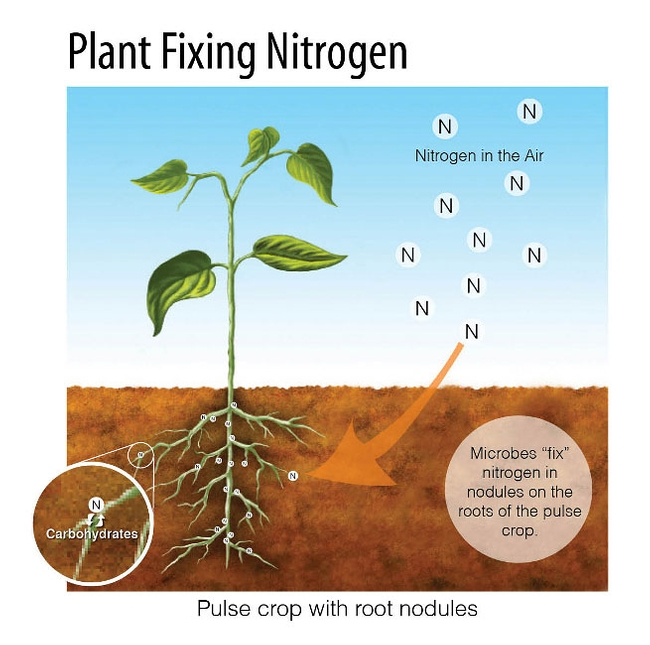 Plant Fixing Nitrogen
N
N
Nitrogen in the Air
N
N
N
N
N
N
N
N
Microbes “fix”
nitrogen in
nodules on the
roots of the pulse
crop.
N
N
Carbohydrates
Pulse crop with root nodules